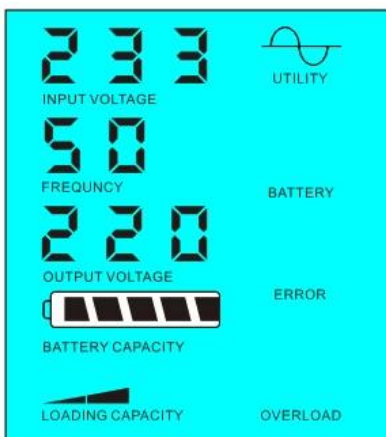 233
INPUT VOLTAGE
UTILITY
50
FREQUNCY
BATTERY
220
OUTPUT VOLTAGE
ERROR
BATTERY CAPACITY
LOADING CAPACITY
OVERLOAD